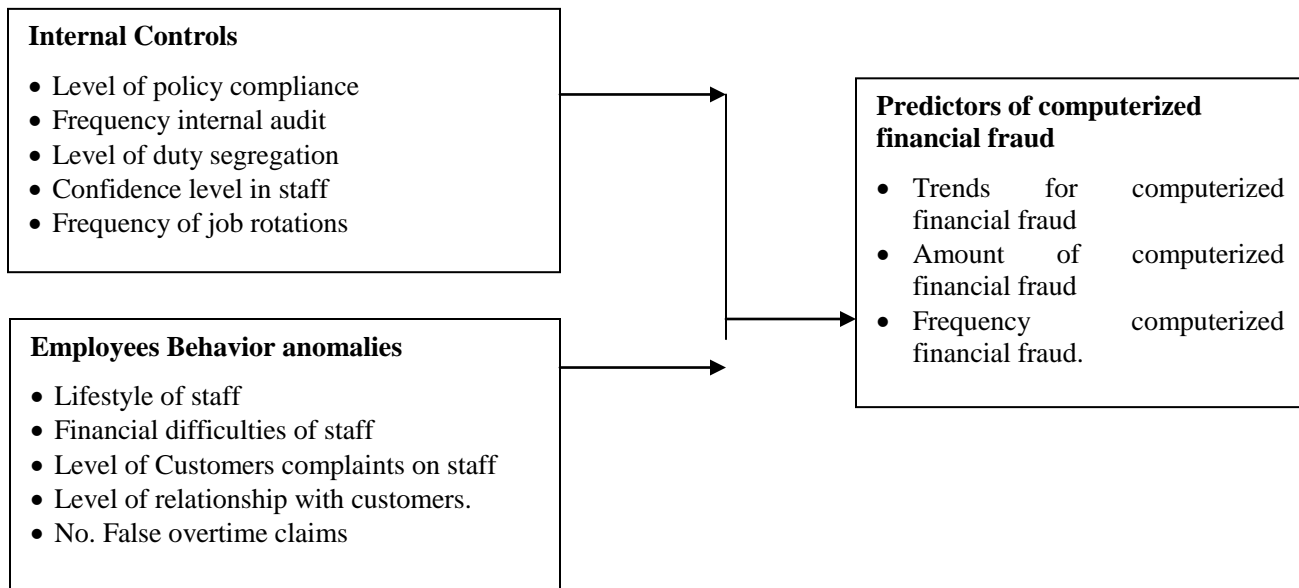 Internal Controls
• Level of policy compliance
• Frequency internal audit
• Level of duty segregation
• Confidence level in staff
• Frequency of job rotations
Employees Behavior anomalies
• Lifestyle of staff
• Financial difficulties of staff
• Level of Customers complaints on staff
• Level of relationship with customers.
• No. False overtime claims
Predictors of computerized
financial fraud
• Trends for computerized
financial fraud
• Amount of computerized
financial fraud
• Frequency computerized
financial fraud.